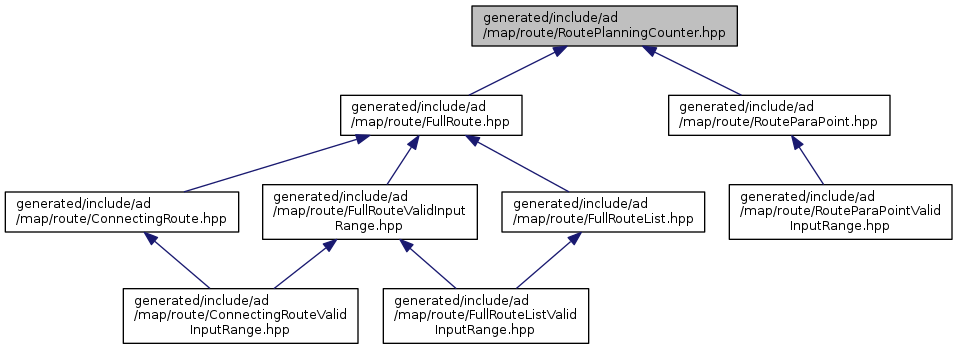 generated/include/ad
/map/route/RoutePlanningCounter.hpp
generated/include/ad
/map/route/FullRoute.hpp
generated/include/ad
/map/route/RouteParaPoint.hpp
generated/include/ad
/map/route/ConnectingRoute.hpp
generated/include/ad
/map/route/FullRouteValidInput
Range.hpp
generated/include/ad
/map/route/FullRouteList.hpp
generated/include/ad
/map/route/RouteParaPointValid
InputRange.hpp
generated/include/ad
/map/route/ConnectingRouteValid
InputRange.hpp
generated/include/ad
/map/route/FullRouteListValid
InputRange.hpp